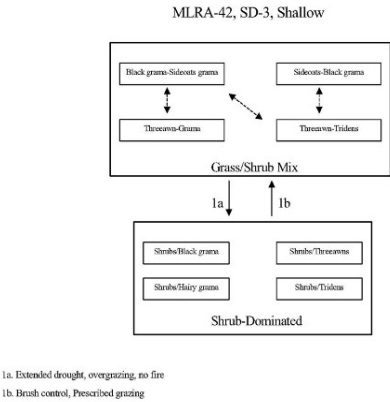 MLRA-42, SD-3, Shallow
Black grama-Sideoats grama
Sideoats-Black grama
Threeawn-Grama
Threeawn-Tridens
Grass/Shrub Mix
1a
1b
Shrubs/Black grama
Shrubs/Threeawns
Shrubs/Hairy grama
Shrubs/Tridens
Shrub-Dominated
1a. Extended drought, overgrazing, no fire
1b. Brush control, Prescribed grazing